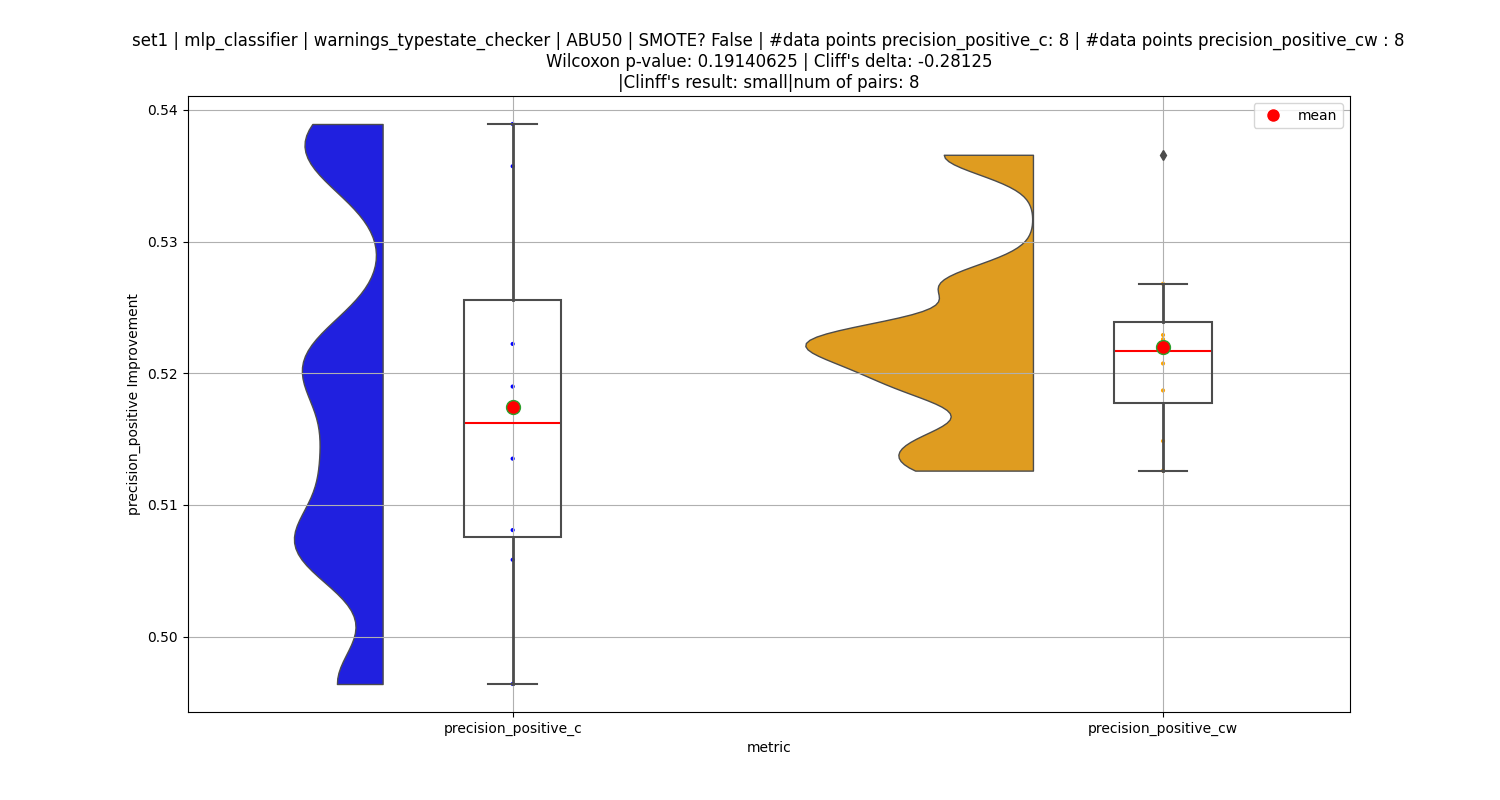 set1 | mlp_classifier | warnings_typestate_checker | ABU50 | SMOTE? False | #data points precision_positive_c: 8 | #data points precision_positive_cw : 8
Wilcoxon p-value: 0.19140625 | Cliff's delta: -0.28125
|Clinff's result: small|num of pairs: 8
mean
0.54
0.53
0.52
0.51
0.50
precision_positive Improvement
precision_positive_c
precision_positive_cw
metric